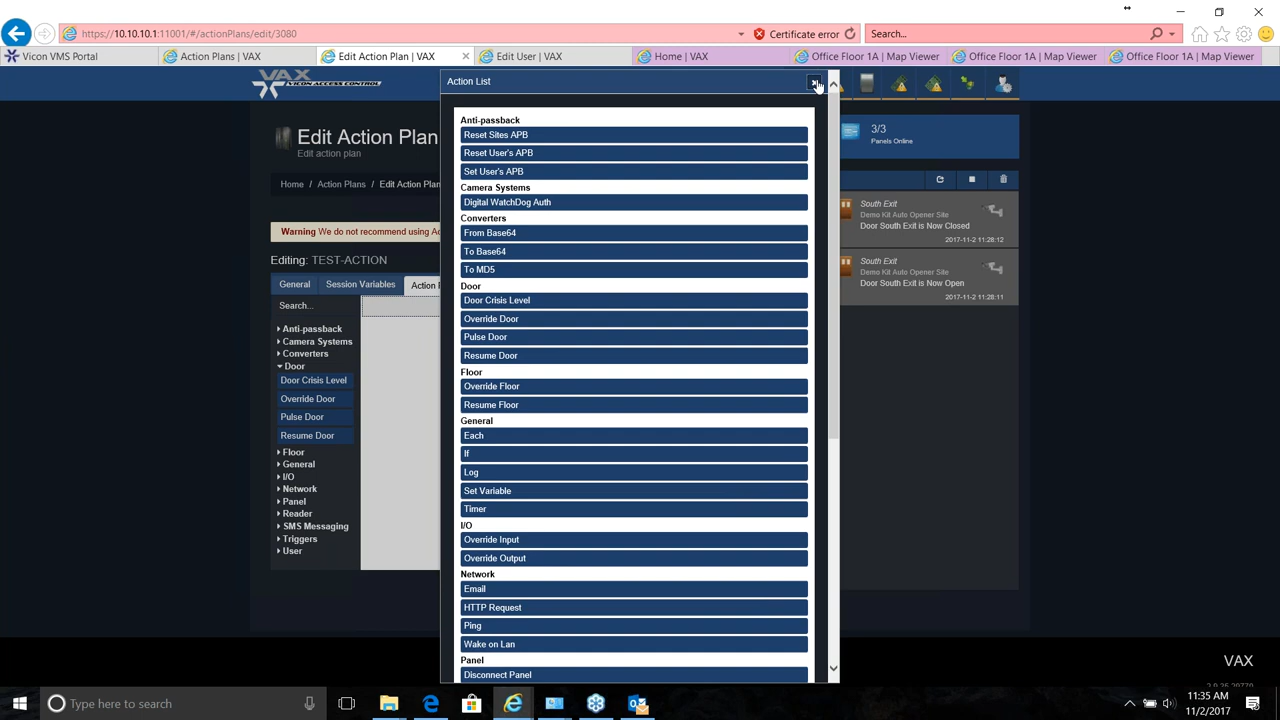 https://10.10.10.1:11001/#/actionPlans/edit/3080
Certificate error
Search...
Vicon VMS Portal
Action Plans | VAX
Edit Action Plan | VAX
Edit User | VAX
Home | VAX
Office Floor 1A | Map Viewer
Office Floor 1A | Map Viewer
Office Floor 1A | Map Viewer
VAX
VICON ACCESS CONTROL
Edit Action Plan
Edit action plan
Home / Action Plans / Edit Action Plan
Warning We do not recommend using Ac
Editing: TEST-ACTION
General
Session Variables
Action P
Search...
Anti-passback
Camera Systems
Converters
Door
Door Crisis Level
Override Door
Pulse Door
Resume Door
Floor
General
I/O
Network
Panel
Reader
SMS Messaging
Triggers
User
Action List
Anti-passback
Reset Sites APB
Reset User's APB
Set User's APB
Camera Systems
Digital WatchDog Auth
Converters
From Base64
To Base64
To MD5
Door
Door Crisis Level
Override Door
Pulse Door
Resume Door
Floor
Override Floor
Resume Floor
General
Each
If
Log
Set Variable
Timer
I/O
Override Input
Override Output
Network
Email
HTTP Request
Ping
Wake on Lan
Panel
Disconnect Panel
3/3
Panels Online
South Exit
Demo Kit Auto Opener Site
Door South Exit is Now Closed
2017-11-2 11:28:12
South Exit
Demo Kit Auto Opener Site
Door South Exit is Now Open
2017-11-2 11:28:11
VAX
Type here to search
11:35 AM
11/2/2017